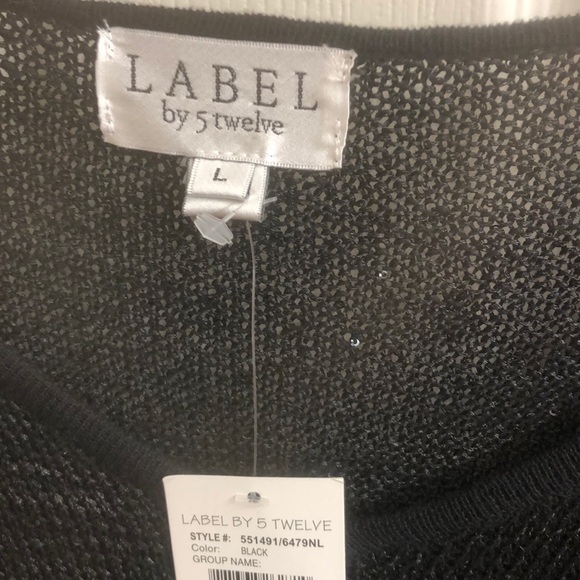 LABEL
by 5 twelve
L
LABEL BY 5 TWELVE
STYLE #: 551491/6479NL
Color: BLACK
GROUP NAME: